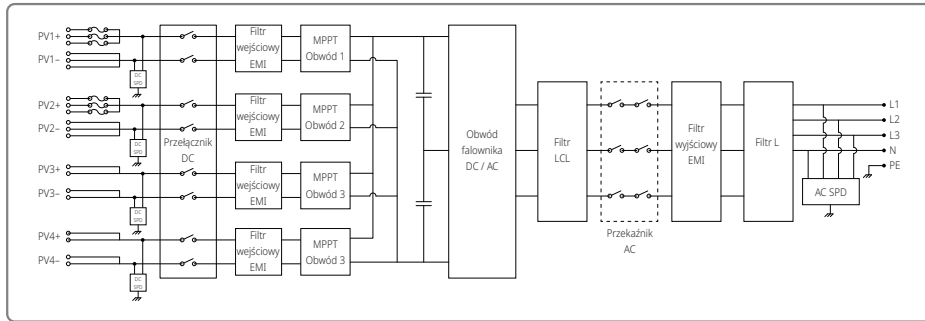 PV1+
PV1−
DC
SPD
PV2+
PV2−
DC
SPD
PV3+
PV3−
DC
SPD
PV4+
PV4−
DC
SPD
Przełącznik
DC
Filtr
wejściowy
EMI
MPPT
Obwód 1
Filtr
wejściowy
EMI
MPPT
Obwód 2
Filtr
wejściowy
EMI
MPPT
Obwód 3
Filtr
wejściowy
EMI
MPPT
Obwód 3
Obwód
falownika
DC / AC
Filtr
LCL
Przekaźnik
AC
Filtr
wyjściowy
EMI
Filtr L
L1
L2
L3
N
PE
AC SPD